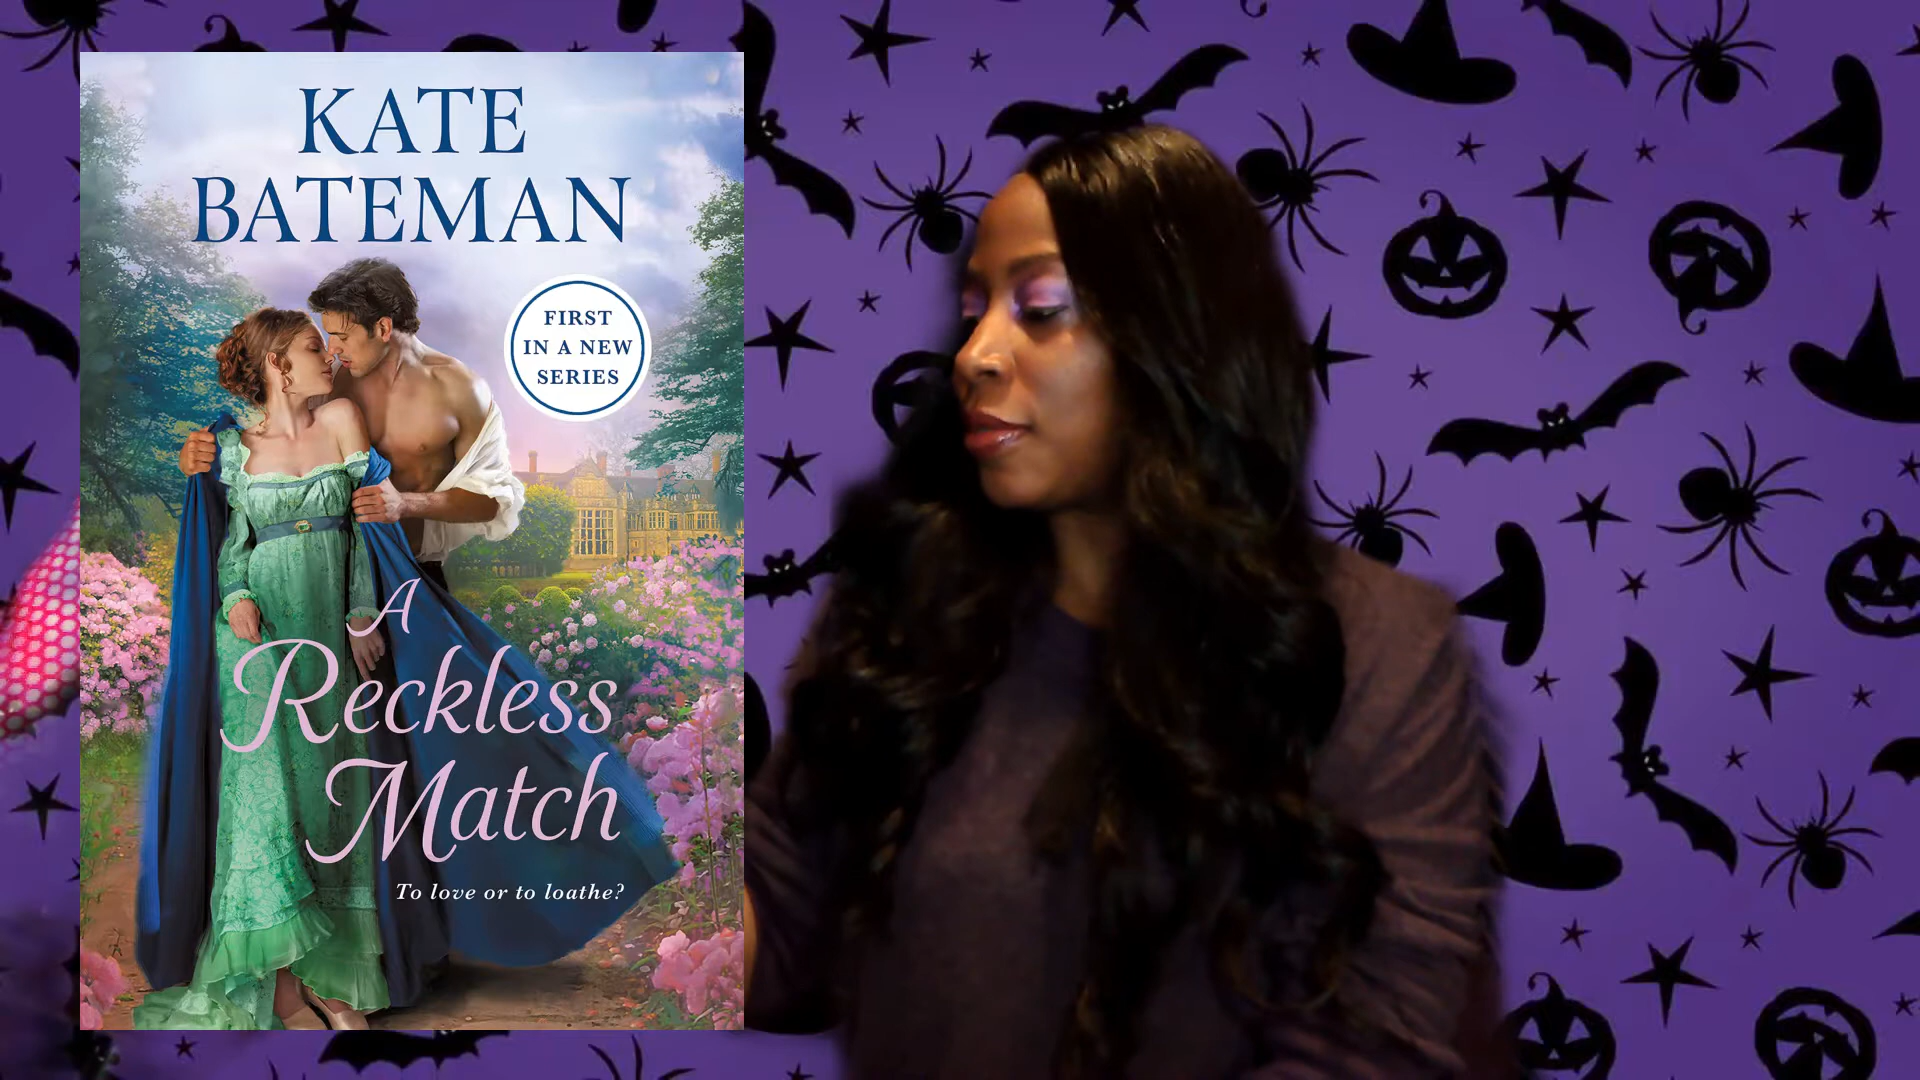 KATE
BATEMAN
FIRST
IN A NEW
SERIES
A
Reckless
Match
To love or to loathe?